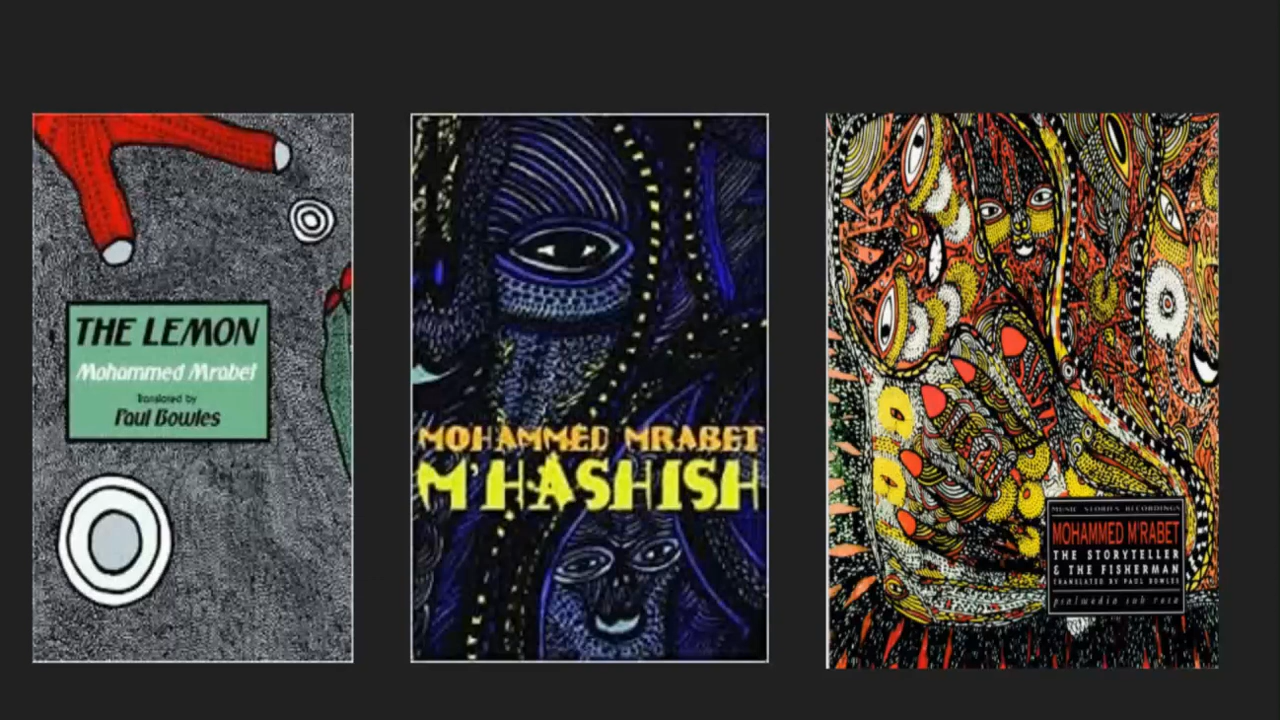 THE LEMON
Mohammed Mrabet
Translated by
Paul Bowles
MOHAMMED MRABET
M'HASHISH
MUSIC STORIES RECORDINGS
MOHAMMED M'RABET
THE STORYTELLER
& THE FISHERMAN
TRANSLATED BY PAUL BOWLES
psalmodia sub rosa